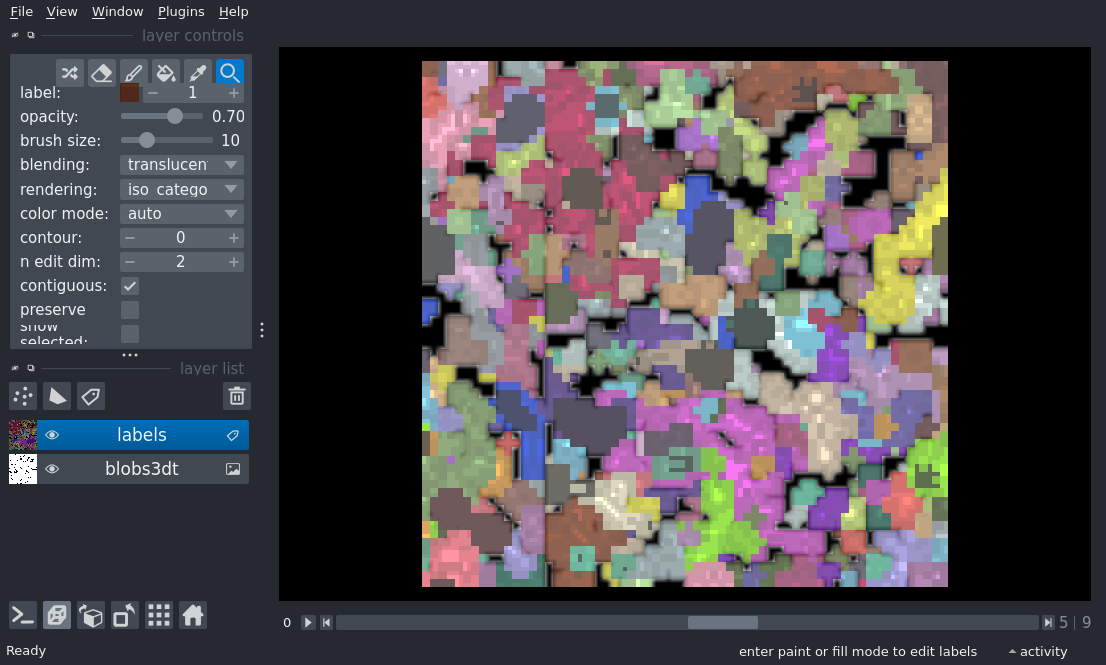 File View Window Plugins Help
layer controls
label: 1
opacity: 0.70
brush size: 10
blending: translucen
rendering: iso catego
color mode: auto
contour: 0
n edit dim: 2
contiguous:
preserve
show
selected:
layer list
labels
blobs3dt
0 5 | 9
Ready enter paint or fill mode to edit labels activity